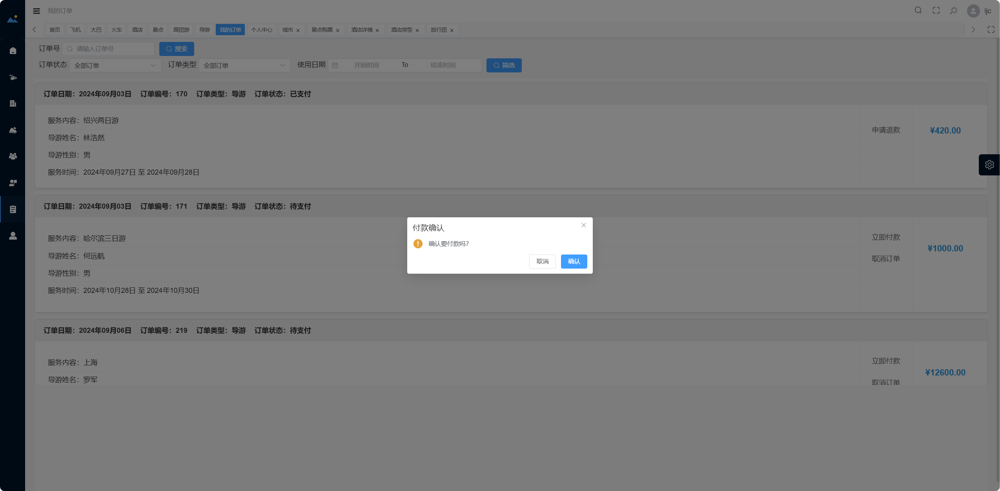 我的订单
ljc
首页 飞机 大巴 火车 酒店 景点 跟团游 导游 我的订单 个人中心 城市 景点购票 酒店详情 酒店房型 旅行团
订单号 请输入订单号 搜索
订单状态 全部订单 订单类型 全部订单 使用日期 开始时间 To 结束时间 筛选
订单日期：2024年09月03日 订单编号：170 订单类型：导游 订单状态：已支付
服务内容：绍兴两日游
导游姓名：林浩然
导游性别：男
服务时间：2024年09月27日 至 2024年09月28日
申请退款
¥420.00
订单日期：2024年09月03日 订单编号：171 订单类型：导游 订单状态：待支付
服务内容：哈尔滨三日游
导游姓名：何远航
导游性别：男
服务时间：2024年10月28日 至 2024年10月30日
立即付款
取消订单
¥1000.00
付款确认
确认要付款吗?
取消 确认
订单日期：2024年09月06日 订单编号：219 订单类型：导游 订单状态：待支付
服务内容：上海
导游姓名：罗军
立即付款
取消订单
¥12600.00